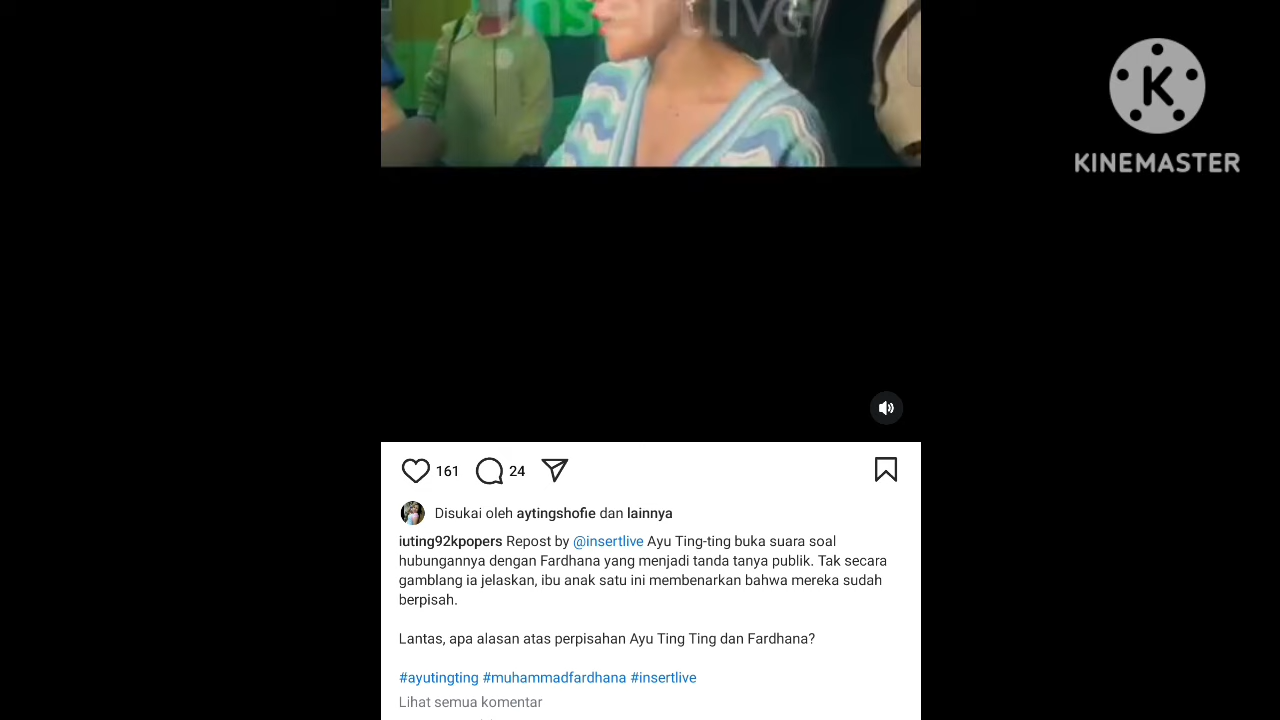 insertlive
K
KINEMASTER
161 24
Disukai oleh aytingshofie dan lainnya
iuting92kpopers Repost by @insertlive Ayu Ting-ting buka suara soal
hubungannya dengan Fardhana yang menjadi tanda tanya publik. Tak secara
gamblang ia jelaskan, ibu anak satu ini membenarkan bahwa mereka sudah
berpisah.
Lantas, apa alasan atas perpisahan Ayu Ting Ting dan Fardhana?
#ayutingting #muhammadfardhana #insertlive
Lihat semua komentar